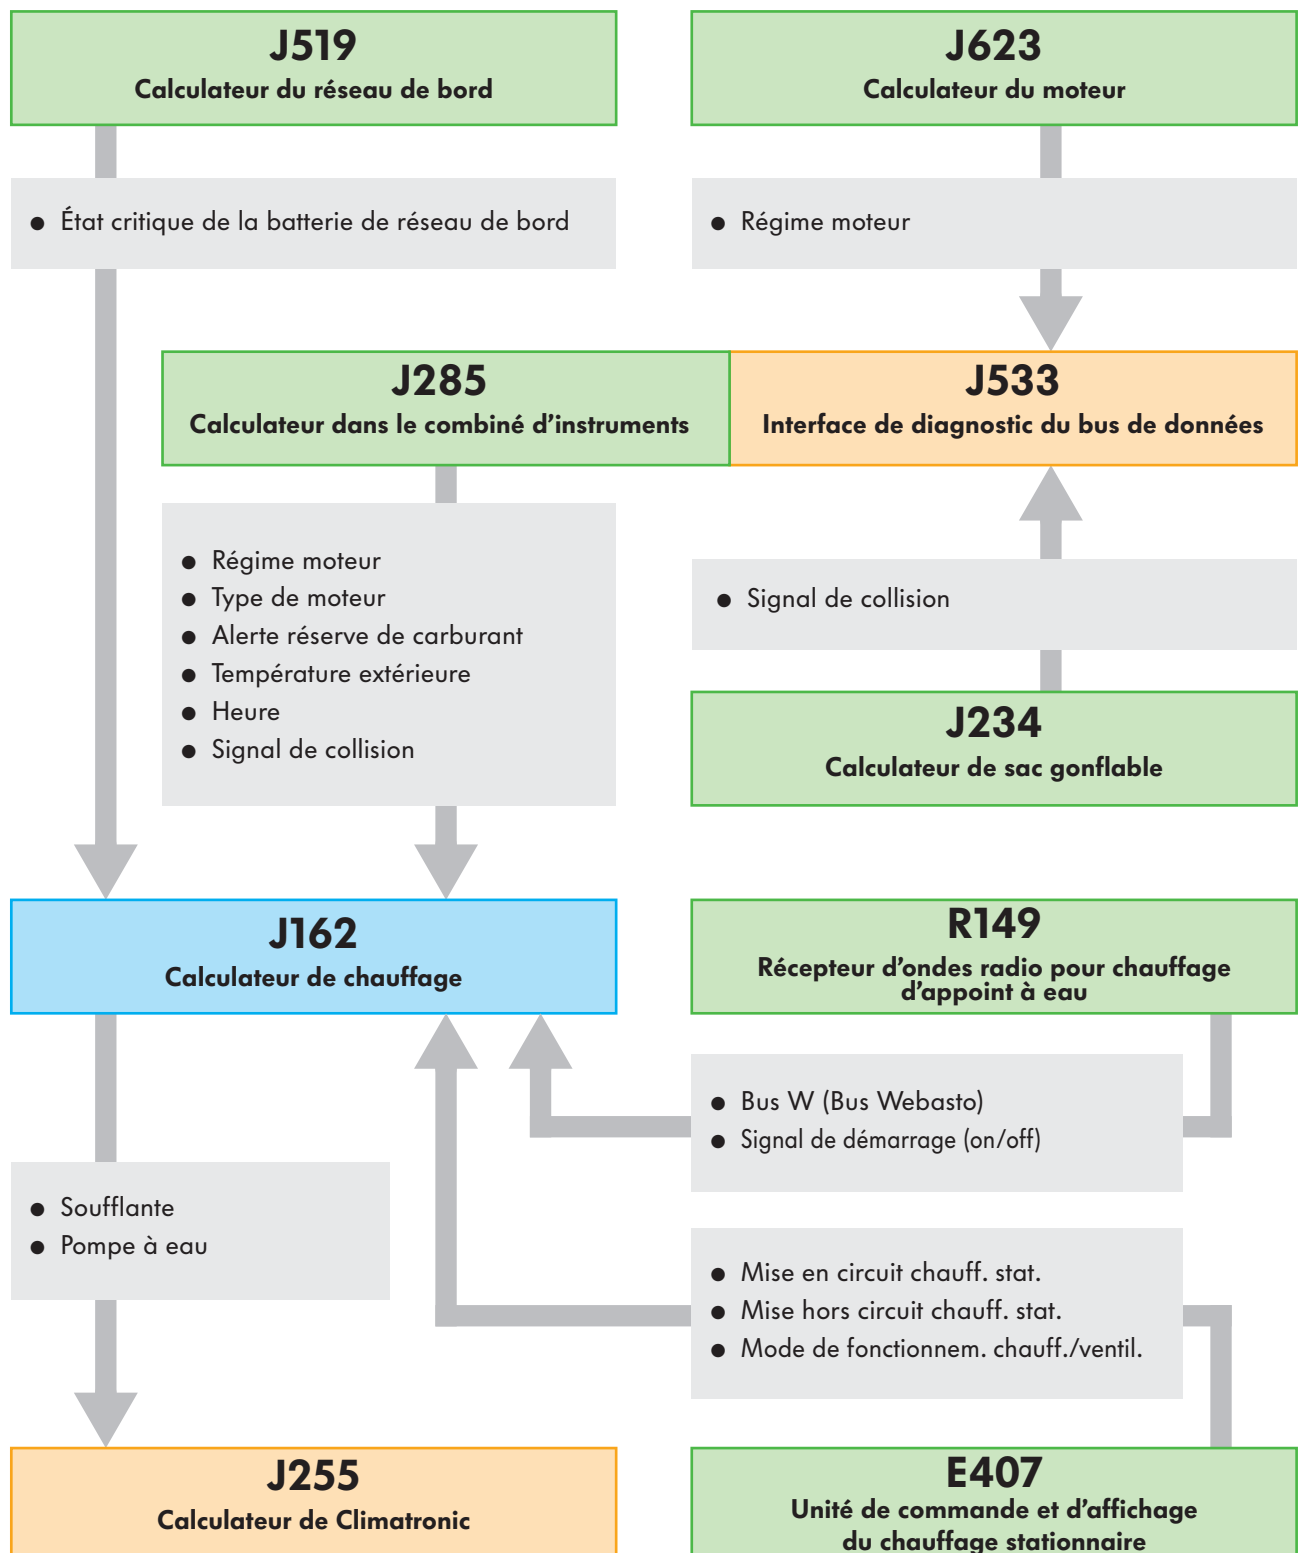 J519
Calculateur du réseau de bord
J623
Calculateur du moteur
● État critique de la batterie de réseau de bord
● Régime moteur
J285
Calculateur dans le combiné d’instruments
J533
Interface de diagnostic du bus de données
● Régime moteur
● Type de moteur
● Alerte réserve de carburant
● Température extérieure
● Heure
● Signal de collision
● Signal de collision
J234
Calculateur de sac gonflable
J162
Calculateur de chauffage
R149
Récepteur d’ondes radio pour chauffage
d’appoint à eau
● Bus W (Bus Webasto)
● Signal de démarrage (on/off)
● Soufflante
● Pompe à eau
● Mise en circuit chauff. stat.
● Mise hors circuit chauff. stat.
● Mode de fonctionnem. chauff./ventil.
J255
Calculateur de Climatronic
E407
Unité de commande et d’affichage
du chauffage stationnaire